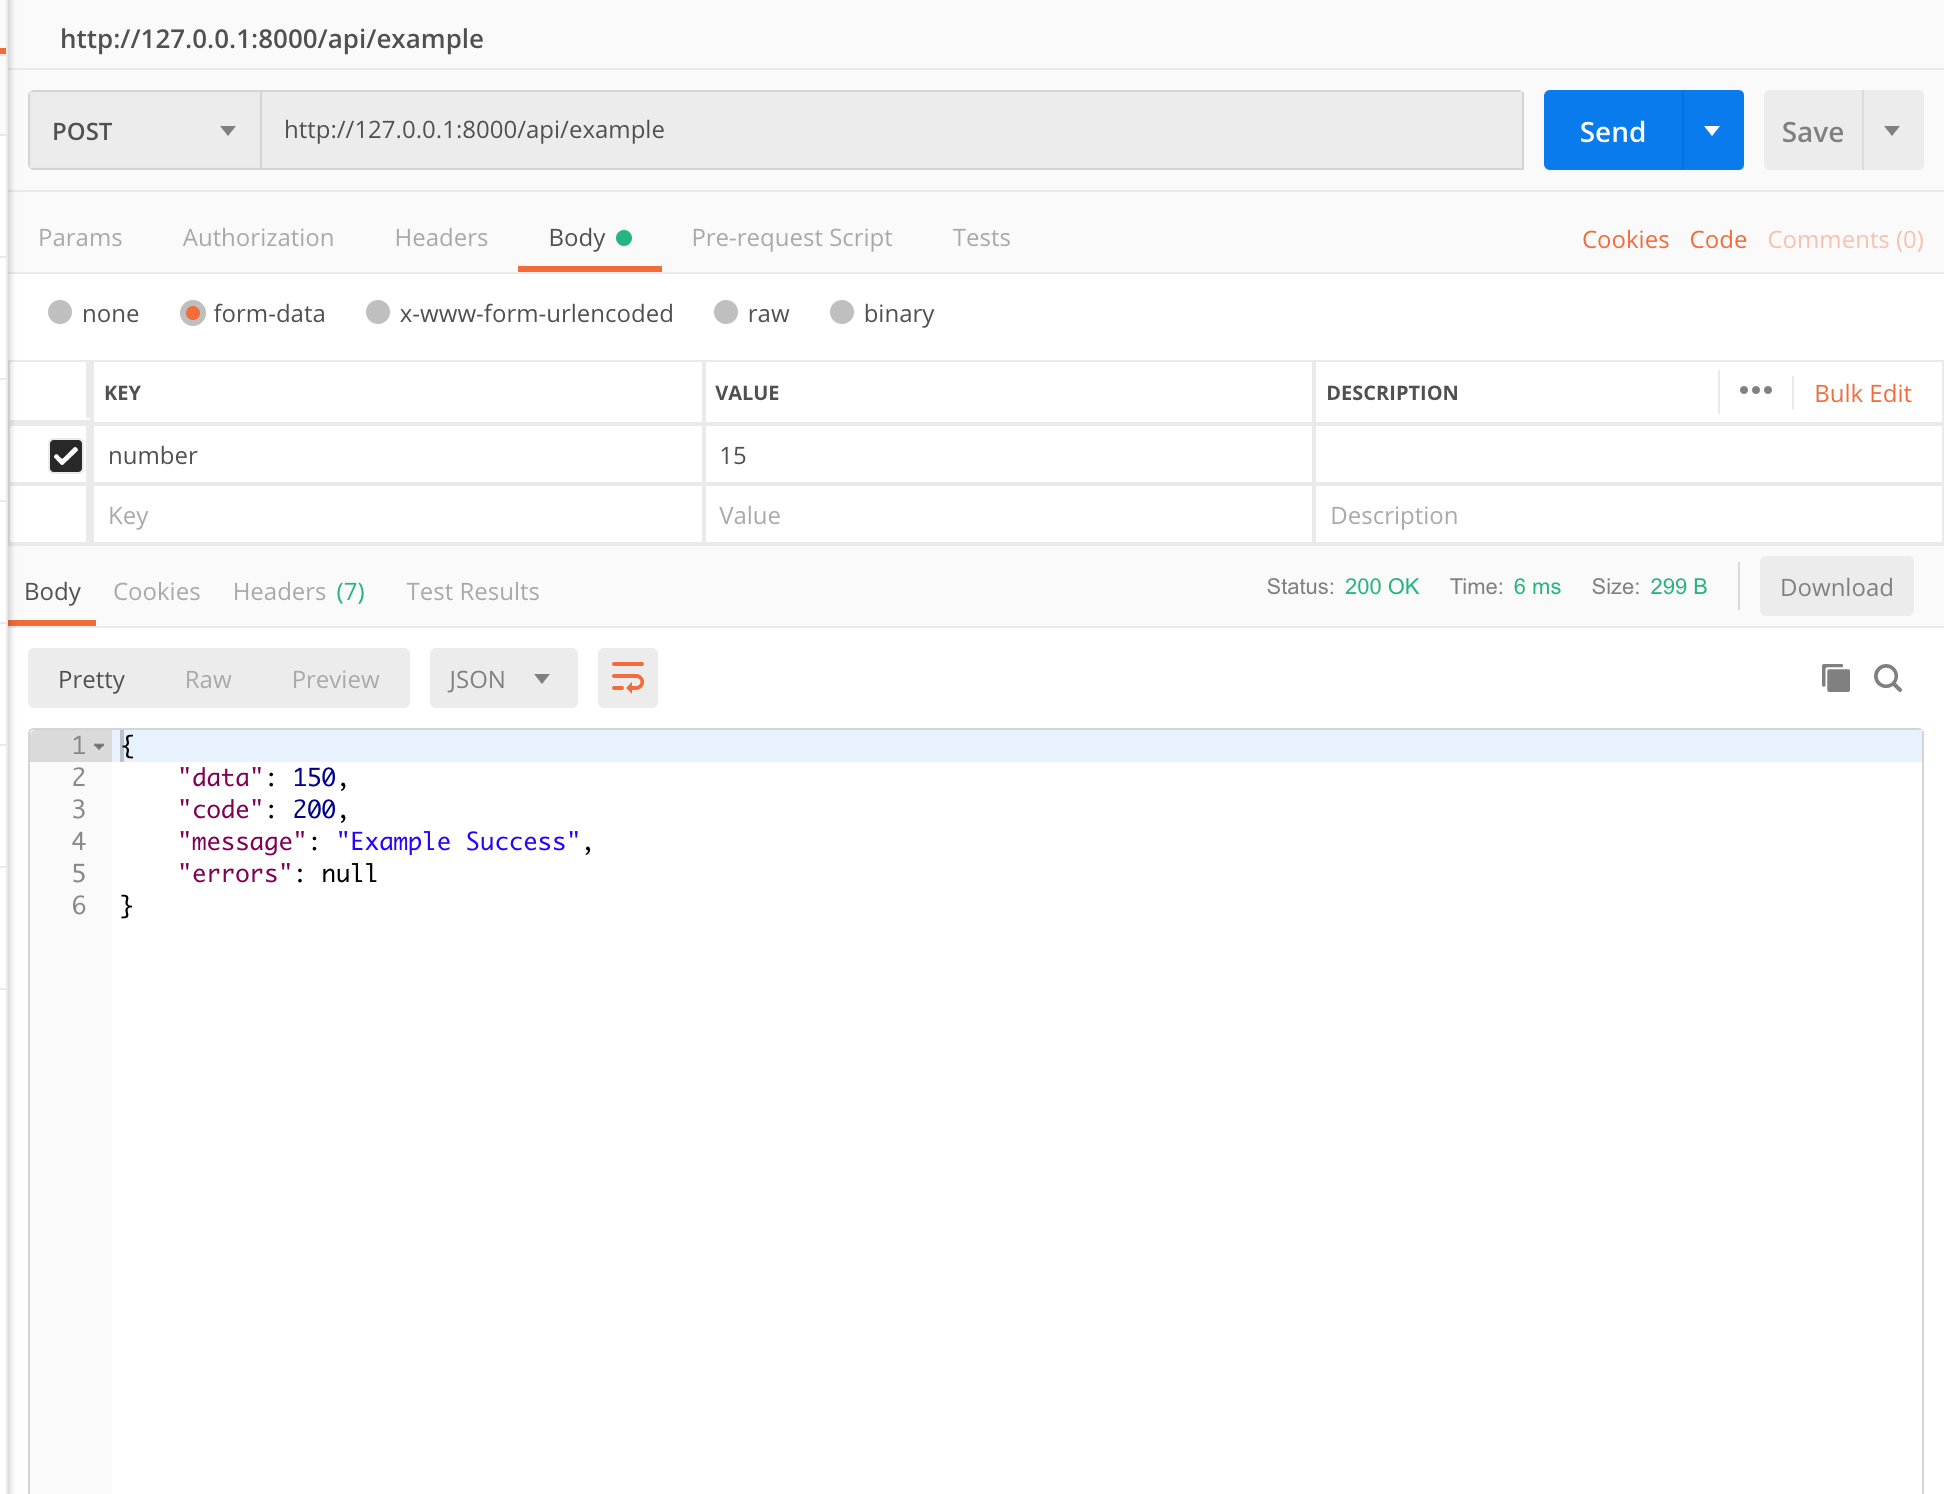 http://127.0.0.1:8000/api/example
POST http://127.0.0.1:8000/api/example Send Save
Params Authorization Headers Body Pre-request Script Tests Cookies Code Comments (0)
none form-data x-www-form-urlencoded raw binary
KEY VALUE DESCRIPTION ••• Bulk Edit
number 15
Key Value Description
Body Cookies Headers (7) Test Results Status: 200 OK Time: 6 ms Size: 299 B Download
Pretty Raw Preview JSON
1 {
2 "data": 150,
3 "code": 200,
4 "message": "Example Success",
5 "errors": null
6 }